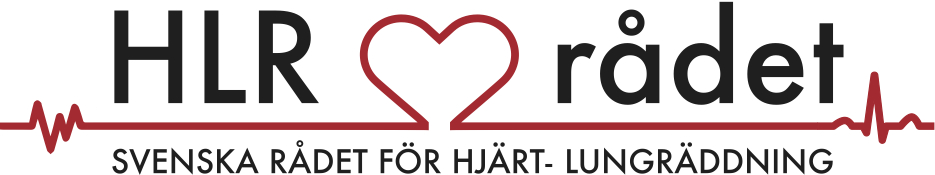 HLR rådet
SVENSKA RÅDET FÖR HJÄRT- LUNGRÄDDNING